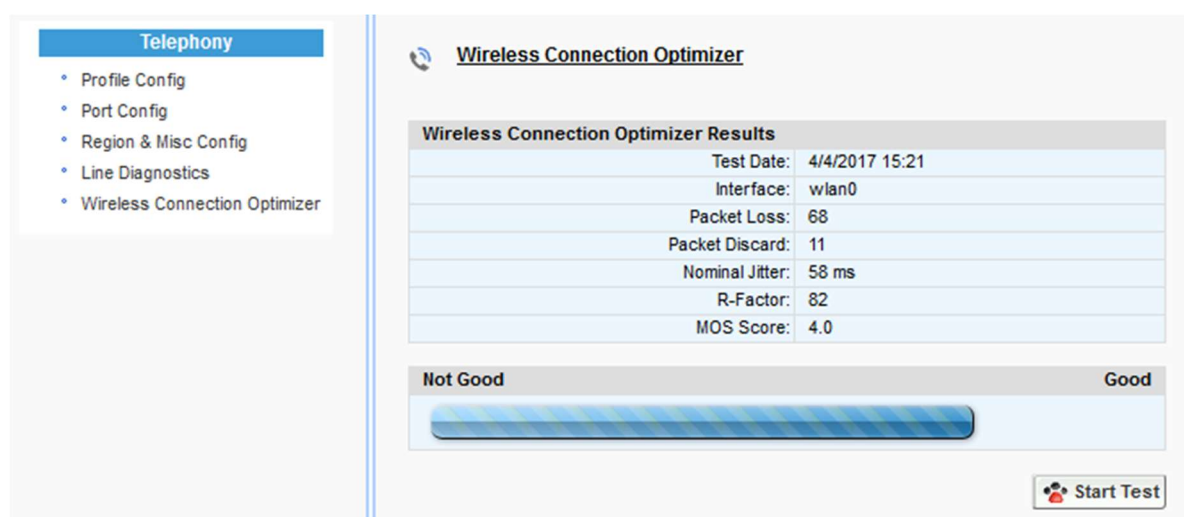 Telephony
Profile Config
Port Config
Region & Misc Config
Line Diagnostics
Wireless Connection Optimizer
Wireless Connection Optimizer
Wireless Connection Optimizer Results
Test Date: 4/4/2017 15:21
Interface: wlan0
Packet Loss: 68
Packet Discard: 11
Nominal Jitter: 58 ms
R-Factor: 82
MOS Score: 4.0
Not Good Good
Start Test